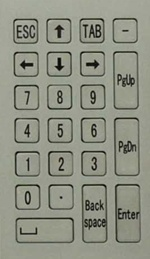 ESC ↑ TAB -
← ↓ → PgUp
7 8 9
4 5 6 PgDn
1 2 3
0 . Back space Enter